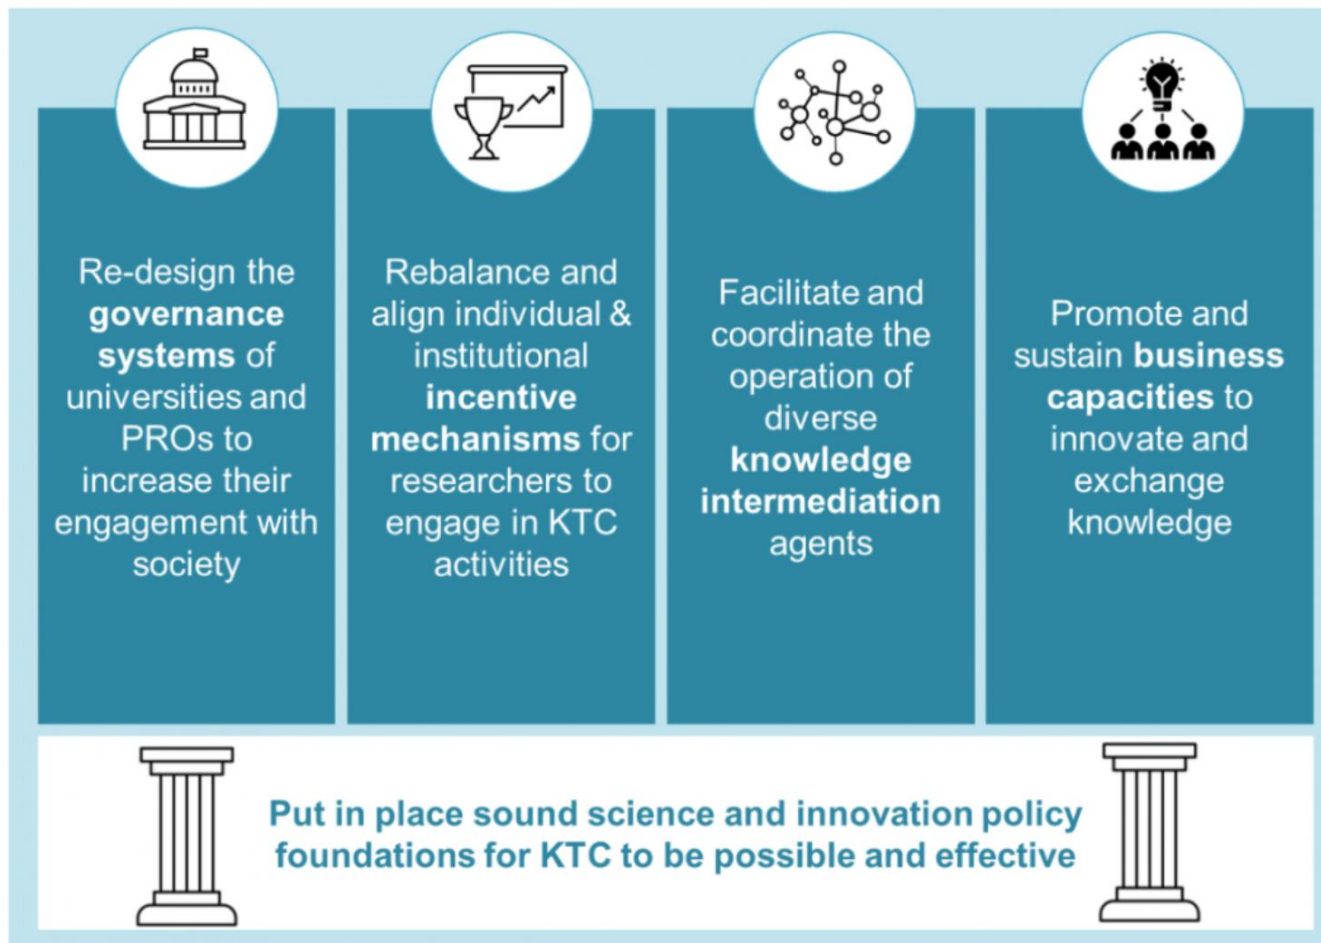 Re-design the
governance
systems of
universities and
PROs to
increase their
engagement with
society
Rebalance and
align individual &
institutional
incentive
mechanisms for
researchers to
engage in KTC
activities
Facilitate and
coordinate the
operation of
diverse
knowledge
intermediation
agents
Promote and
sustain business
capacities to
innovate and
exchange
knowledge
Put in place sound science and innovation policy
foundations for KTC to be possible and effective